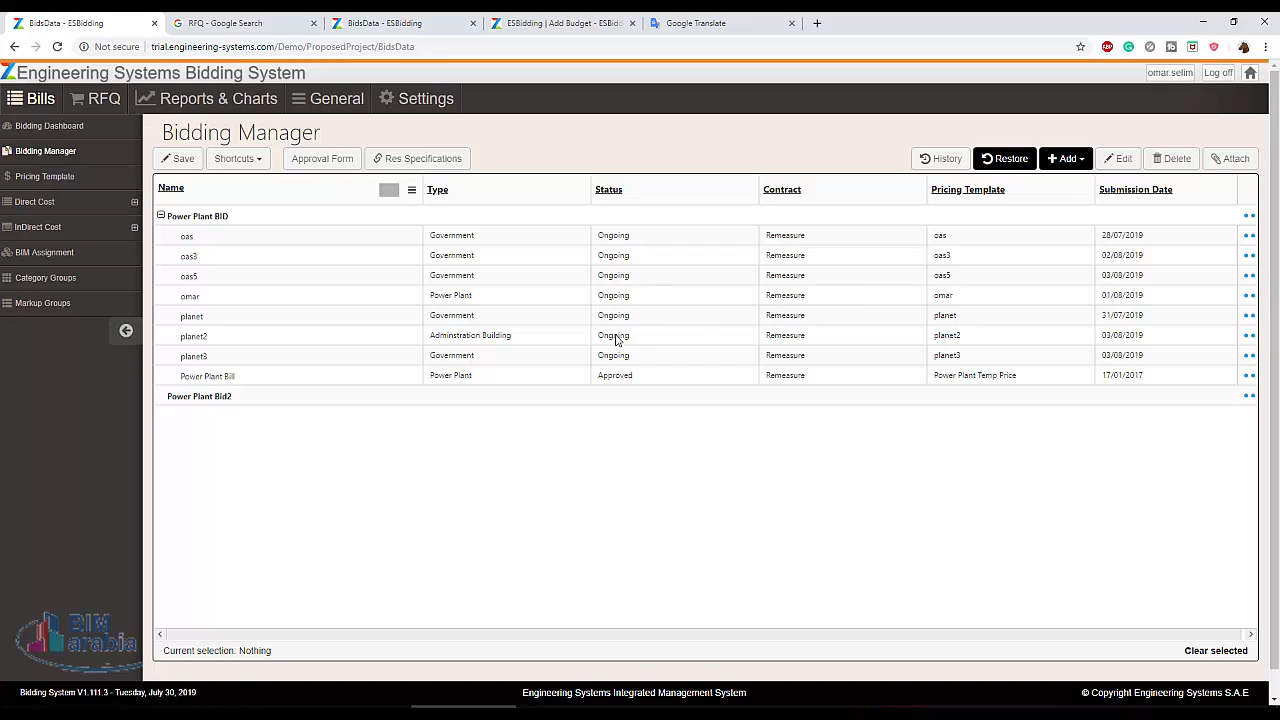 BidsData - ESBidding
RFQ - Google Search
BidsData - ESBidding
ESBidding | Add Budget - ESBidd
Google Translate
Not secure
trial.engineering-systems.com/Demo/ProposedProject/BidsData
Engineering Systems Bidding System
omar.selim
Log off
Bills
RFQ
Reports & Charts
General
Settings
Bidding Dashboard
Bidding Manager
Pricing Template
Direct Cost
InDirect Cost
BIM Assignment
Category Groups
Markup Groups
Bidding Manager
Save
Shortcuts
Approval Form
Res Specifications
History
Restore
Add
Edit
Delete
Attach
Name Type Status Contract Pricing Template Submission Date
Power Plant BID
oas Government Ongoing Remeasure oas 28/07/2019
oas3 Government Ongoing Remeasure oas3 02/08/2019
oas5 Government Ongoing Remeasure oas5 03/08/2019
omar Power Plant Ongoing Remeasure omar 01/08/2019
planet Government Ongoing Remeasure planet 31/07/2019
planet2 Adminstration Building Ongoing Remeasure planet2 03/08/2019
planet3 Government Ongoing Remeasure planet3 03/08/2019
Power Plant Bill Power Plant Approved Remeasure Power Plant Temp Price 17/01/2017
Power Plant Bid2
Current selection: Nothing
Clear selected
BIM
arabia
Bidding System V1.111.3 - Tuesday, July 30, 2019
Engineering Systems Integrated Management System
© Copyright Engineering Systems S.A.E